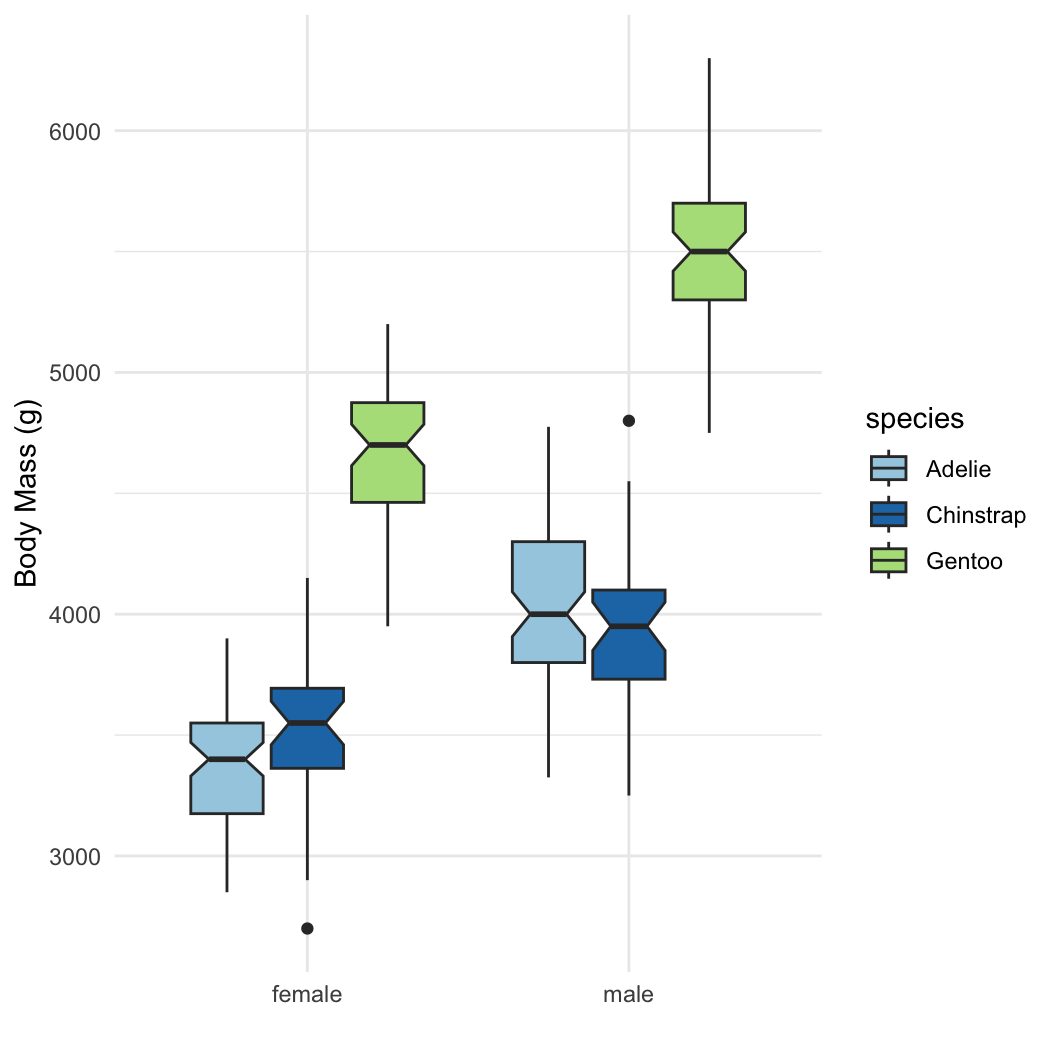 6000
5000
4000
3000
Body Mass (g)
female
male
species
Adelie
Chinstrap
Gentoo